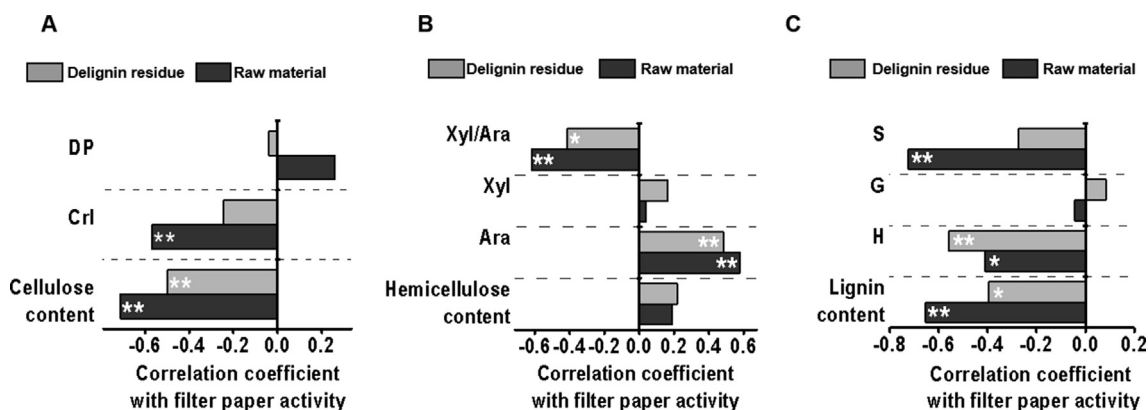 A
Delignin residue Raw material
DP
CrI
**
Cellulose
content
**
**
-0.6 -0.4 -0.2 0.0 0.2
Correlation coefficient
with filter paper activity
B
Delignin residue Raw material
Xyl/Ara
*
**
Xyl
Ara
**
**
Hemicellulose
content
-0.6 -0.4 -0.2 0.0 0.2 0.4 0.6
Correlation coefficient
with filter paper activity
C
Delignin residue Raw material
S
**
G
H
**
*
Lignin
content
*
**
-0.8 -0.6 -0.4 -0.2 0.0 0.2
Correlation coefficient
with filter paper activity